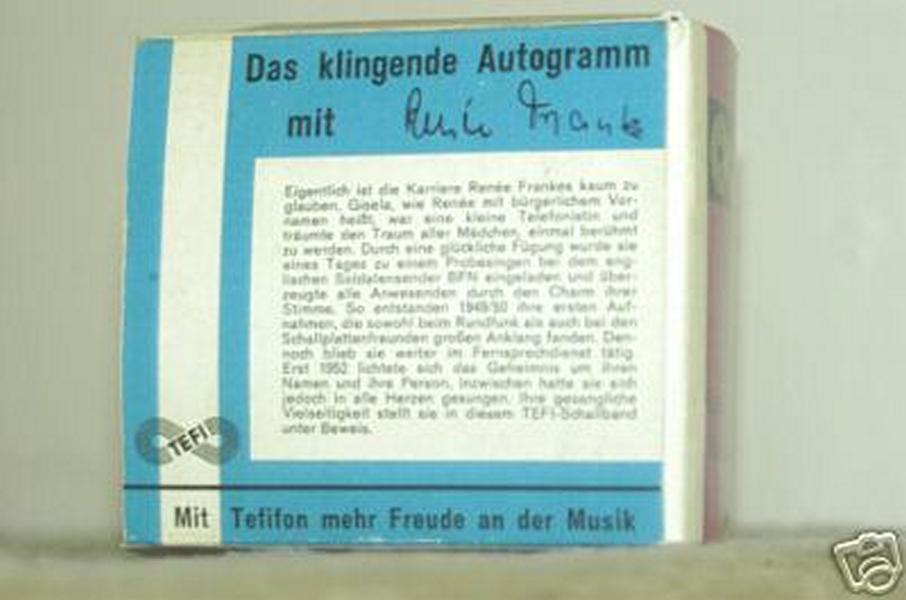 Das klingende Autogramm
mit Renée Franke
Eigentlich ist die Karriere Renée Frankes kaum zu
glauben. Gisela, wie Renée mit bürgerlichem Vor-
namen heißt, war eine kleine Telefonistin und
träumte den Traum aller Mädchen, einmal berühmt
zu werden. Durch eine glückliche Fügung wurde sie
eines Tages zu einem Probesingen bei dem eng-
lischen Soldatensender BFN eingeladen und über-
zeugte alle Anwesenden durch den Charm ihrer
Stimme. So entstanden 1949/50 ihre ersten Auf-
nahmen, die sowohl beim Rundfunk als auch bei den
Schallplattenfreunden großen Anklang fanden. Den-
noch blieb sie weiter im Fernsprechdienst tätig.
Erst 1952 lichtete sich das Geheimnis um ihren
Namen und ihre Person. Inzwischen hatte sie sich
jedoch in alle Herzen gesungen. Ihre gesangliche
Vielseitigkeit stellt sie in diesem TEFI-Schallband
unter Beweis.
TEFI
Mit Tefifon mehr Freude an der Musik